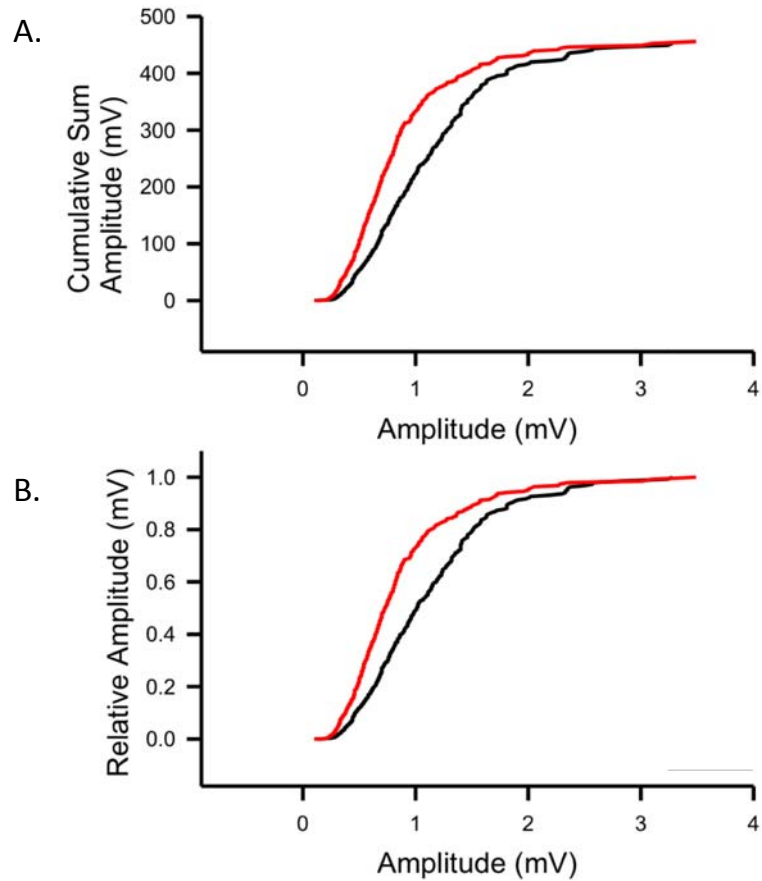 A.
Cumulative Sum
Amplitude (mV)
500
400
300
200
100
0
0 1 2 3 4
Amplitude (mV)
B.
Relative Amplitude (mV)
1.0
0.8
0.6
0.4
0.2
0.0
0 1 2 3 4
Amplitude (mV)